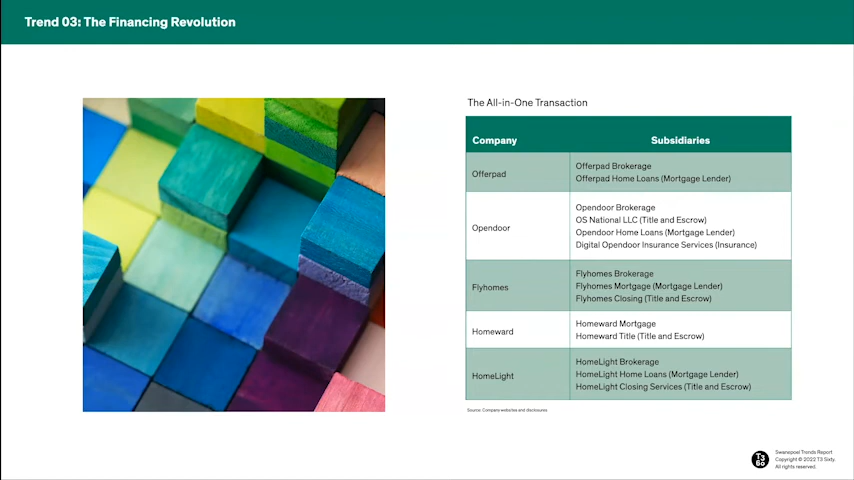 Trend 03: The Financing Revolution
The All-in-One Transaction
Company Subsidiaries
Offerpad
Offerpad Brokerage
Offerpad Home Loans (Mortgage Lender)
Opendoor
Opendoor Brokerage
OS National LLC (Title and Escrow)
Opendoor Home Loans (Mortgage Lender)
Digital Opendoor Insurance Services (Insurance)
Flyhomes
Flyhomes Brokerage
Flyhomes Mortgage (Mortgage Lender)
Flyhomes Closing (Title and Escrow)
Homeward
Homeward Mortgage
Homeward Title (Title and Escrow)
HomeLight
HomeLight Brokerage
HomeLight Home Loans (Mortgage Lender)
HomeLight Closing Services (Title and Escrow)
Source: Company websites and disclosures
T3
60
Swanepoel Trends Report
Copyright © 2022 T3 Sixty.
All rights reserved.